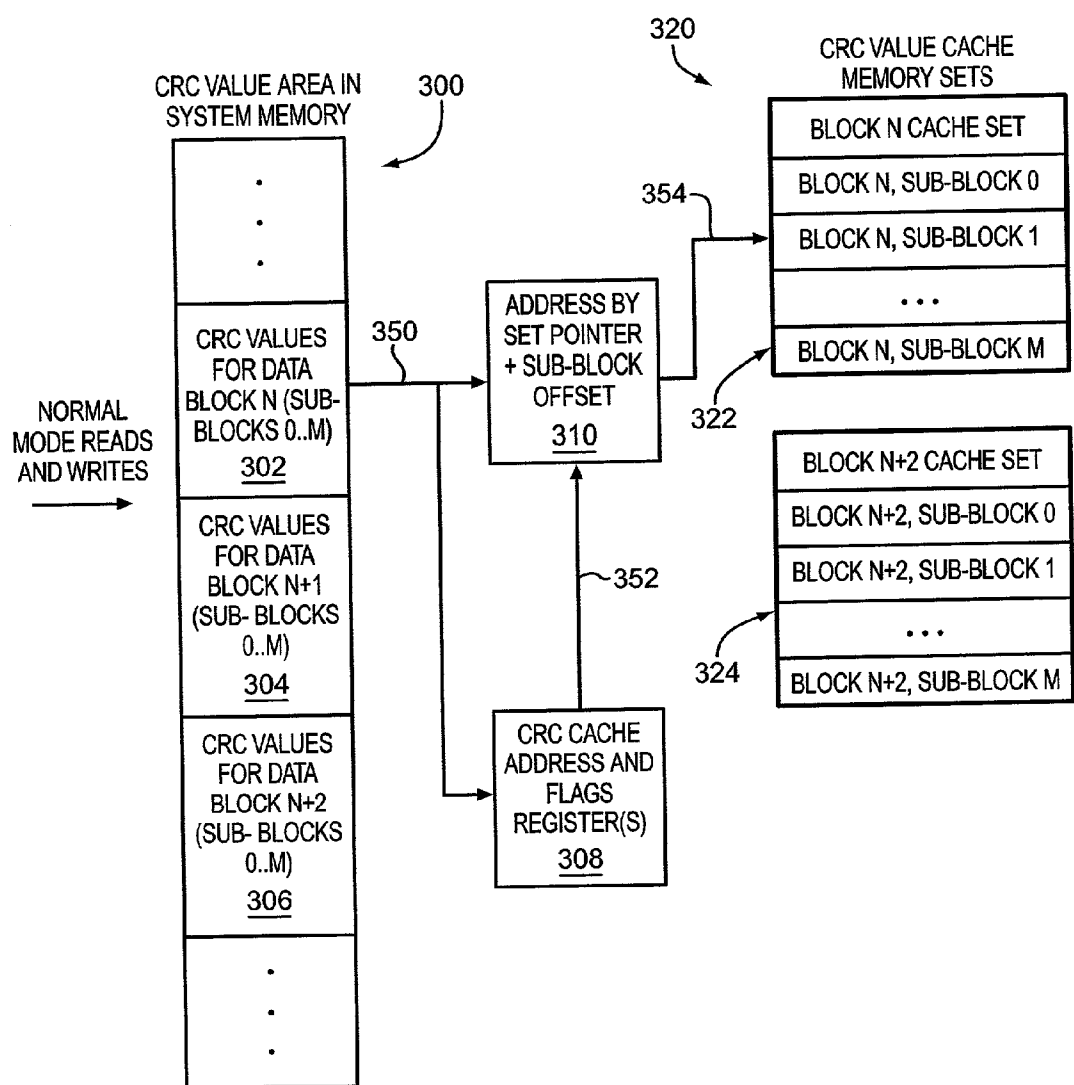 CRC VALUE AREA IN
SYSTEM MEMORY
300
.
.
.
CRC VALUES
FOR DATA
BLOCK N (SUB-
BLOCKS 0..M)
302
CRC VALUES
FOR DATA
BLOCK N+1
(SUB- BLOCKS
0..M)
304
CRC VALUES
FOR DATA
BLOCK N+2
(SUB- BLOCKS
0..M)
306
.
.
.
NORMAL
MODE READS
AND WRITES
350
ADDRESS BY
SET POINTER
+ SUB-BLOCK
OFFSET
310
352
CRC CACHE
ADDRESS AND
FLAGS
REGISTER(S)
308
354
320
CRC VALUE CACHE
MEMORY SETS
BLOCK N CACHE SET
BLOCK N, SUB-BLOCK 0
BLOCK N, SUB-BLOCK 1
...
BLOCK N, SUB-BLOCK M
322
BLOCK N+2 CACHE SET
BLOCK N+2, SUB-BLOCK 0
BLOCK N+2, SUB-BLOCK 1
...
BLOCK N+2, SUB-BLOCK M
324